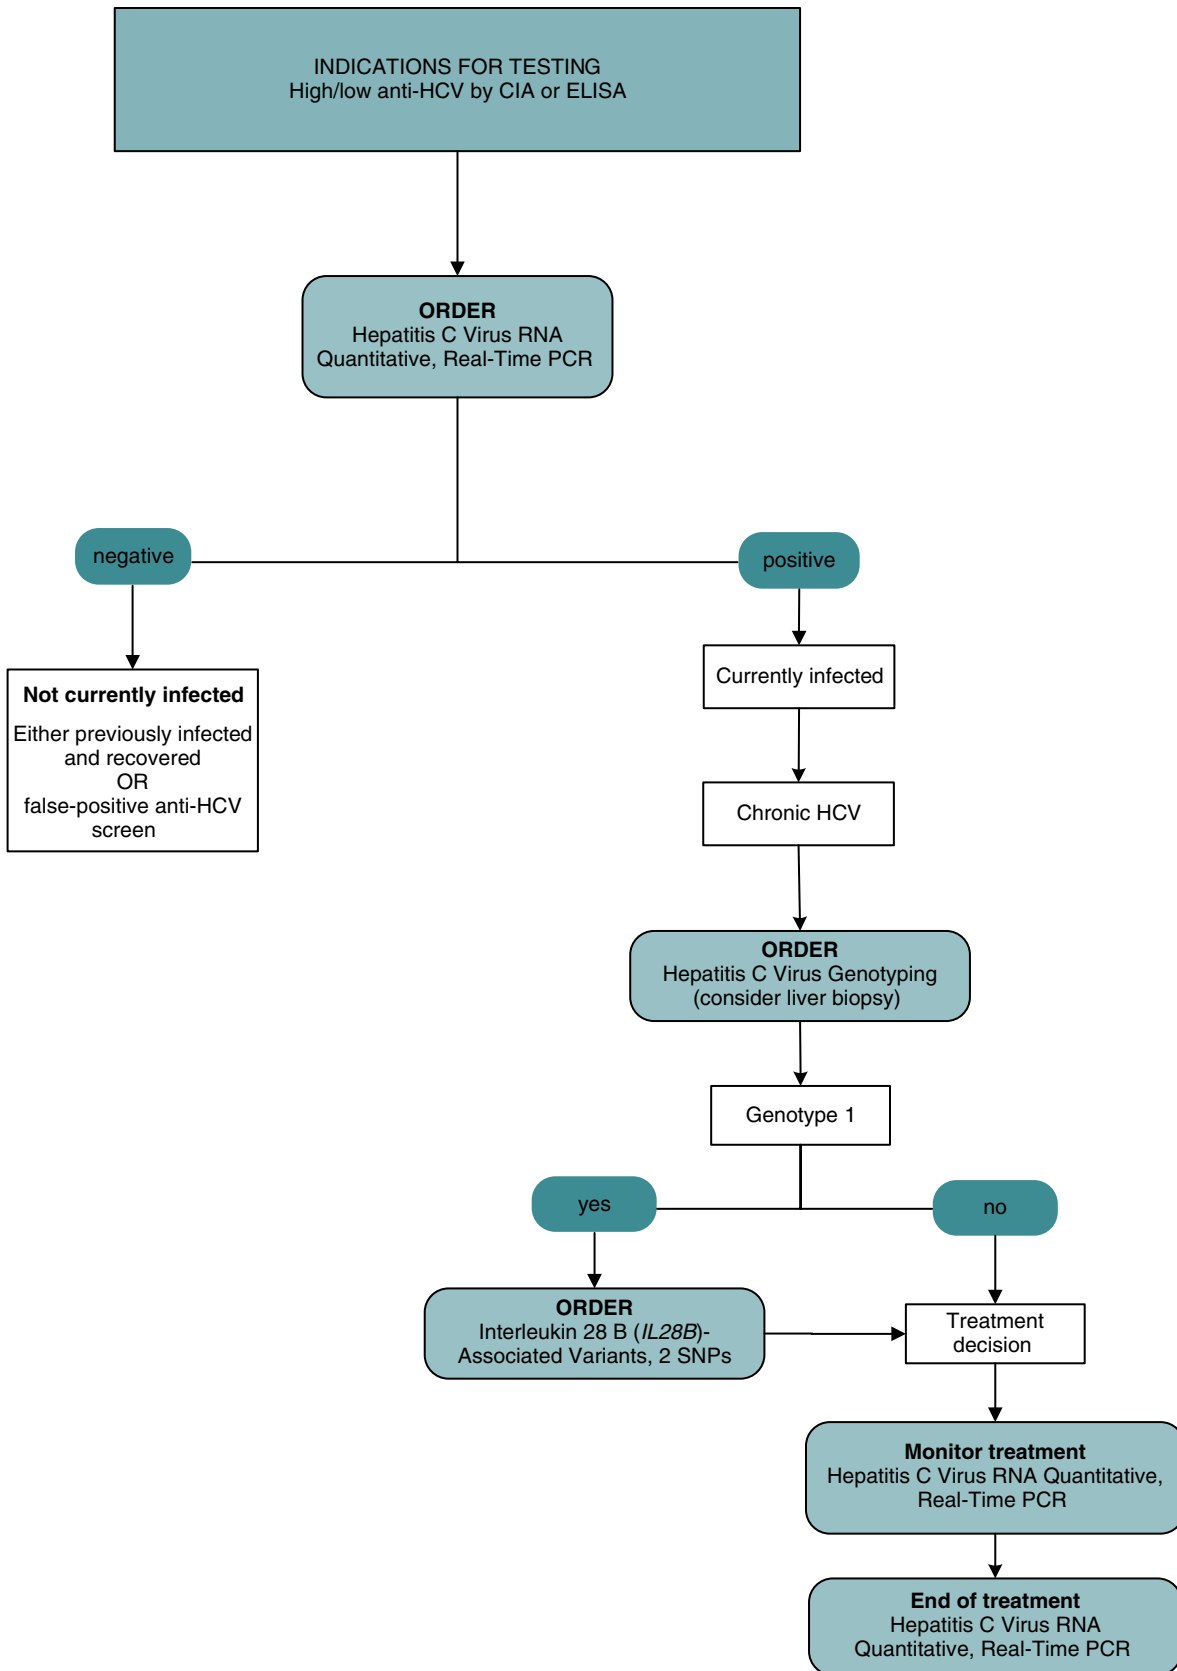 INDICATIONS FOR TESTING
High/low anti-HCV by CIA or ELISA
ORDER
Hepatitis C Virus RNA
Quantitative, Real-Time PCR
negative
positive
Not currently infected
Either previously infected
and recovered
OR
false-positive anti-HCV
screen
Currently infected
Chronic HCV
ORDER
Hepatitis C Virus Genotyping
(consider liver biopsy)
Genotype 1
yes
no
ORDER
Interleukin 28 B (IL28B)-
Associated Variants, 2 SNPs
Treatment
decision
Monitor treatment
Hepatitis C Virus RNA Quantitative,
Real-Time PCR
End of treatment
Hepatitis C Virus RNA
Quantitative, Real-Time PCR